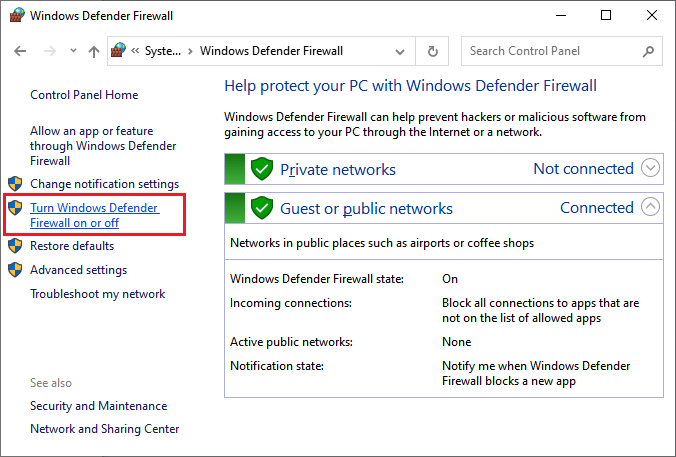 Windows Defender Firewall
« Syste... > Windows Defender Firewall
Search Control Panel
Control Panel Home
Allow an app or feature
through Windows Defender
Firewall
Change notification settings
Turn Windows Defender
Firewall on or off
Restore defaults
Advanced settings
Troubleshoot my network
See also
Security and Maintenance
Network and Sharing Center
Help protect your PC with Windows Defender Firewall
Windows Defender Firewall can help prevent hackers or malicious software from
gaining access to your PC through the Internet or a network.
Private networks Not connected
Guest or public networks Connected
Networks in public places such as airports or coffee shops
Windows Defender Firewall state: On
Incoming connections: Block all connections to apps that are
not on the list of allowed apps
Active public networks: None
Notification state: Notify me when Windows Defender
Firewall blocks a new app